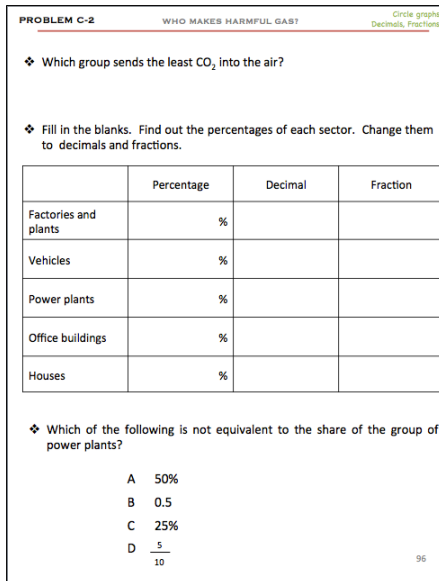 PROBLEM C-2 WHO MAKES HARMFUL GAS? Circle graphs
Decimals, Fractions
❖ Which group sends the least CO₂ into the air?
❖ Fill in the blanks. Find out the percentages of each sector. Change them
to decimals and fractions.
Percentage Decimal Fraction
Factories and
plants %
Vehicles %
Power plants %
Office buildings %
Houses %
❖ Which of the following is not equivalent to the share of the group of
power plants?
A 50%
B 0.5
C 25%
D 5
10
96